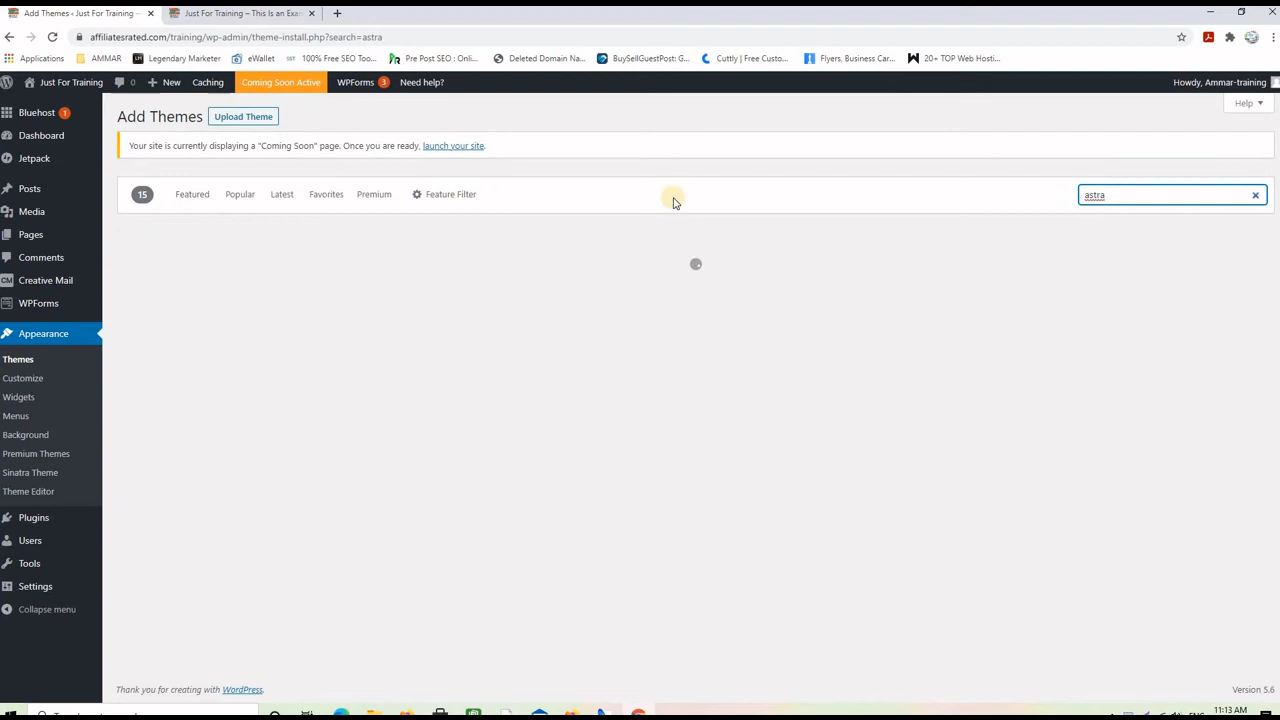 Add Themes ‹ Just For Training —
Just For Training – This Is an Exa
affiliatesrated.com/training/wp-admin/theme-install.php?search=astra
Applications AMMAR Legendary Marketer eWallet 100% Free SEO Too... Pre Post SEO : Onlin... Deleted Domain Na... BuySellGuestPost: G... Cuttly | Free Custo... Flyers, Business Car... 20+ TOP Web Hosti...
Just For Training 0 New Caching Coming Soon Active WPForms 3 Need help? Howdy, Ammar-training
Bluehost 1
Dashboard
Jetpack
Posts
Media
Pages
Comments
CM Creative Mail
WPForms
Appearance
Themes
Customize
Widgets
Menus
Background
Premium Themes
Sinatra Theme
Theme Editor
Plugins
Users
Tools
Settings
Collapse menu
Help
Add Themes Upload Theme
Your site is currently displaying a "Coming Soon" page. Once you are ready, launch your site.
15 Featured Popular Latest Favorites Premium Feature Filter astra
Thank you for creating with WordPress. Version 5.6
11:13 AM